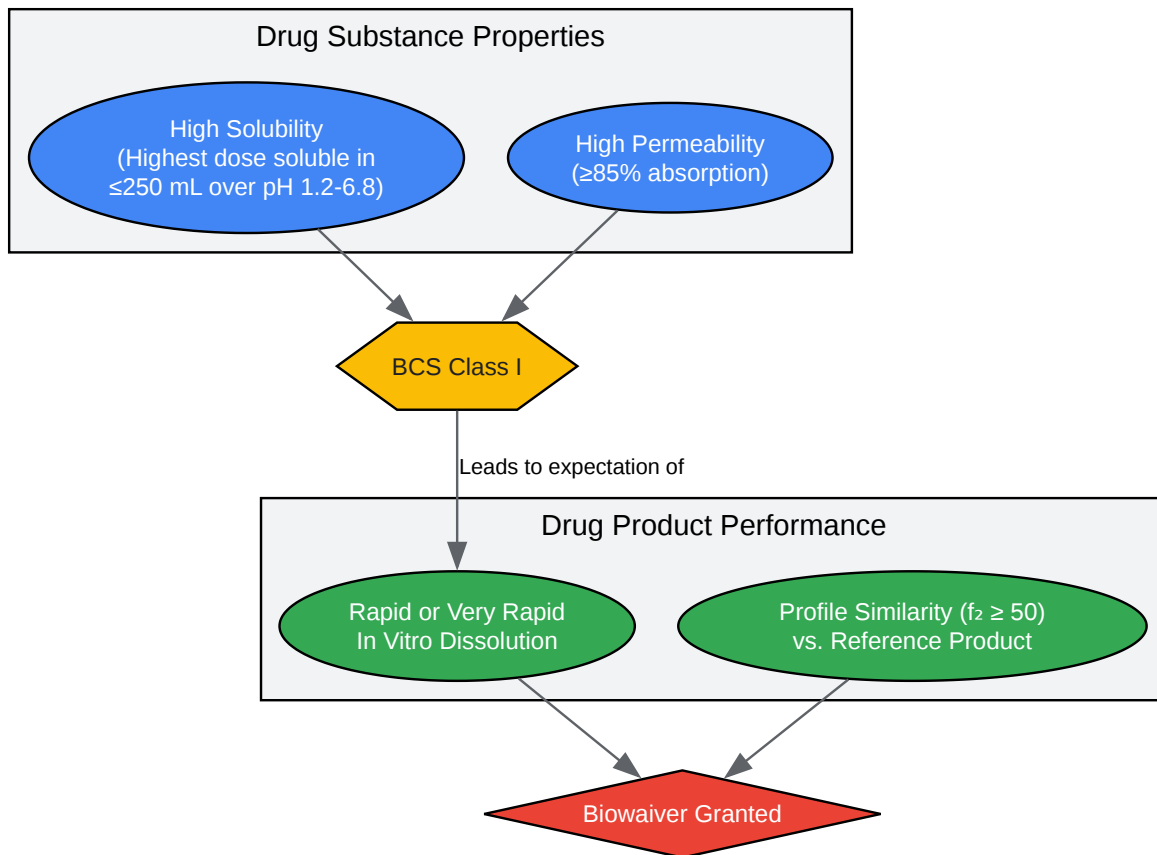 Drug Substance Properties
High Solubility
(Highest dose soluble in
≤250 mL over pH 1.2-6.8)
High Permeability
(≥85% absorption)
BCS Class I
Leads to expectation of
Drug Product Performance
Rapid or Very Rapid
In Vitro Dissolution
Profile Similarity (f₂ ≥ 50)
vs. Reference Product
Biowaiver Granted